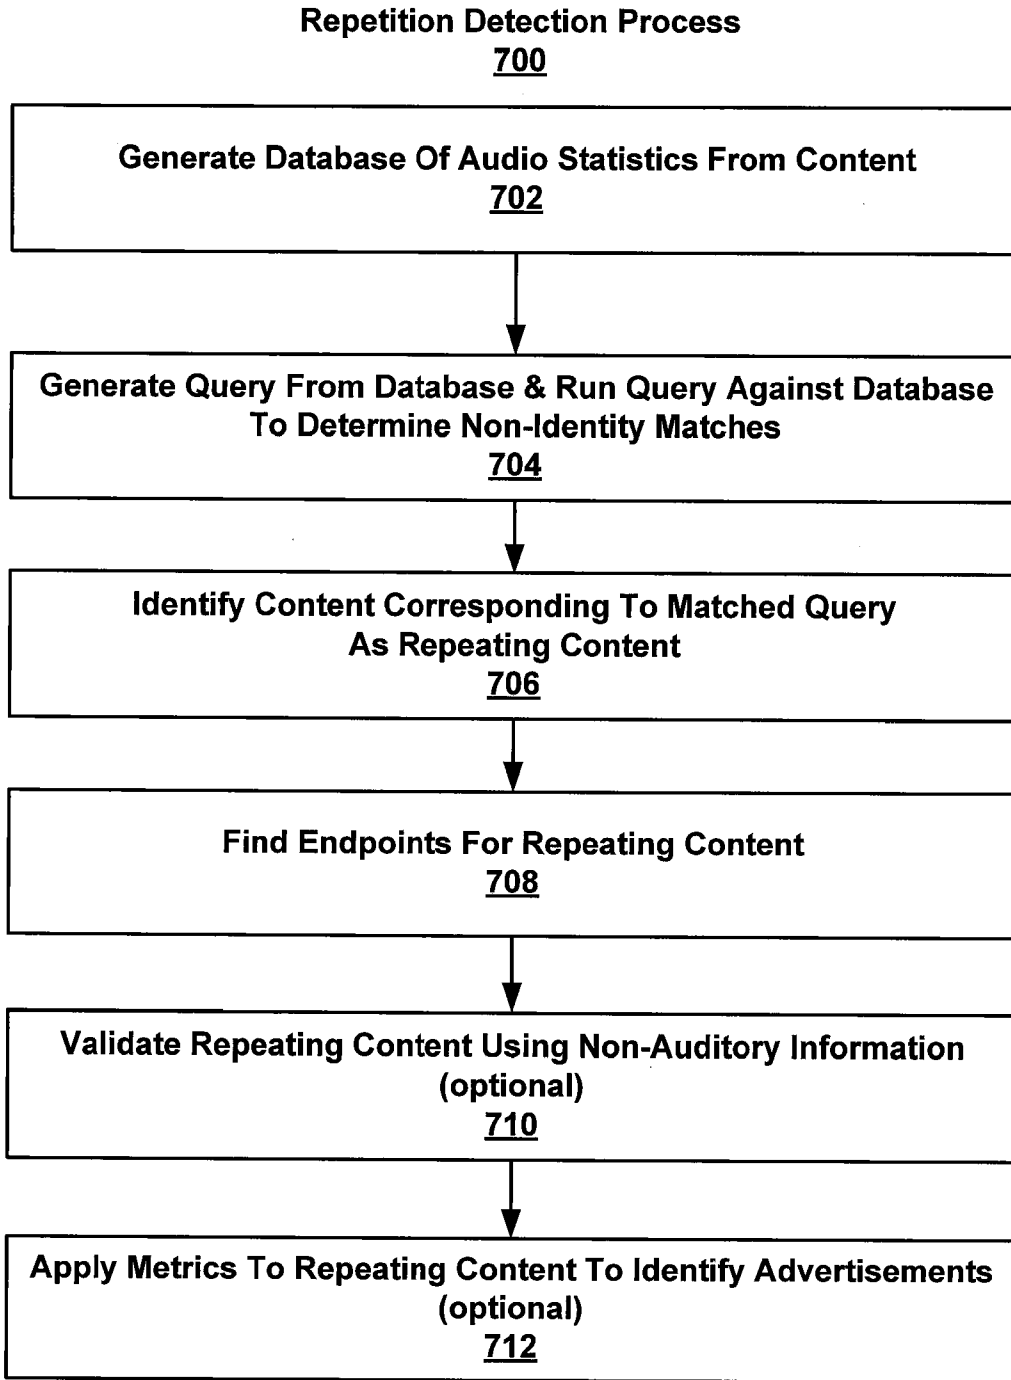 Repetition Detection Process
700
Generate Database Of Audio Statistics From Content
702
Generate Query From Database & Run Query Against Database
To Determine Non-Identity Matches
704
Identify Content Corresponding To Matched Query
As Repeating Content
706
Find Endpoints For Repeating Content
708
Validate Repeating Content Using Non-Auditory Information
(optional)
710
Apply Metrics To Repeating Content To Identify Advertisements
(optional)
712